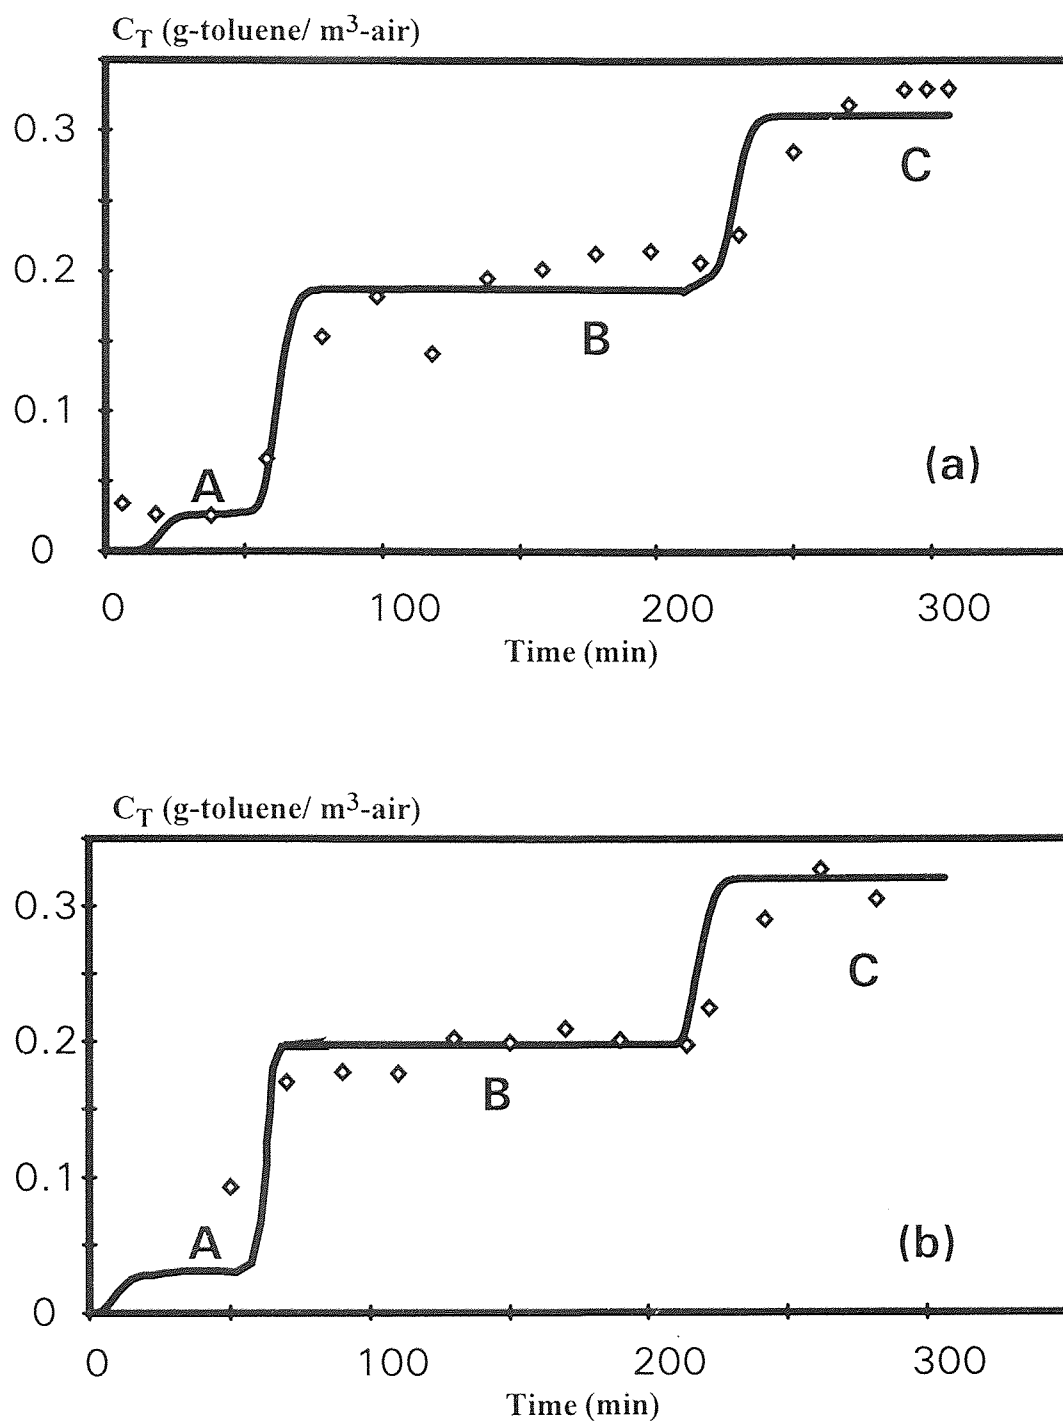 C_T (g-toluene/ m³-air)
0.3
C
0.2
B
0.1
A
(a)
0
0 100 200 300
Time (min)
C_T (g-toluene/ m³-air)
0.3
C
0.2
B
0.1
A
(b)
0
0 100 200 300
Time (min)